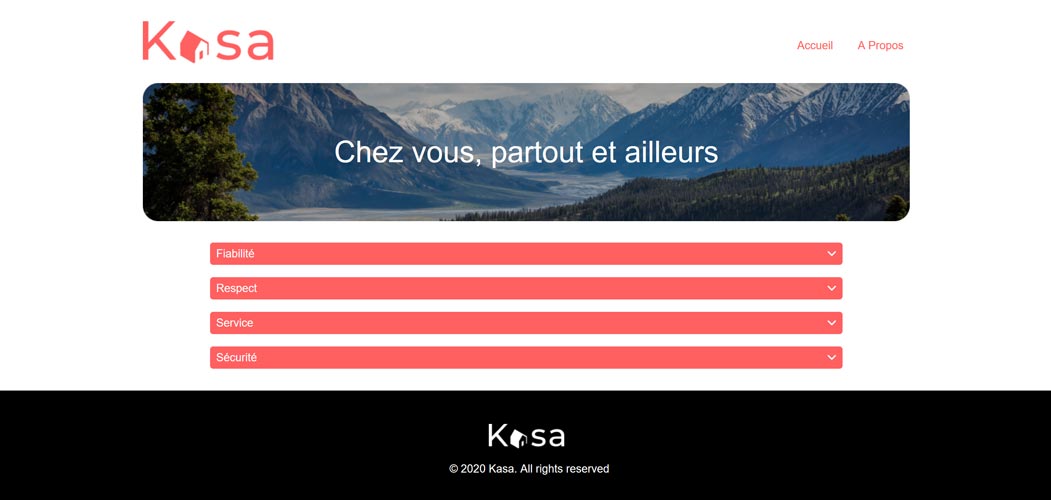 Kasa
Accueil A Propos
Chez vous, partout et ailleurs
Fiabilité
Respect
Service
Sécurité
Kasa
© 2020 Kasa. All rights reserved